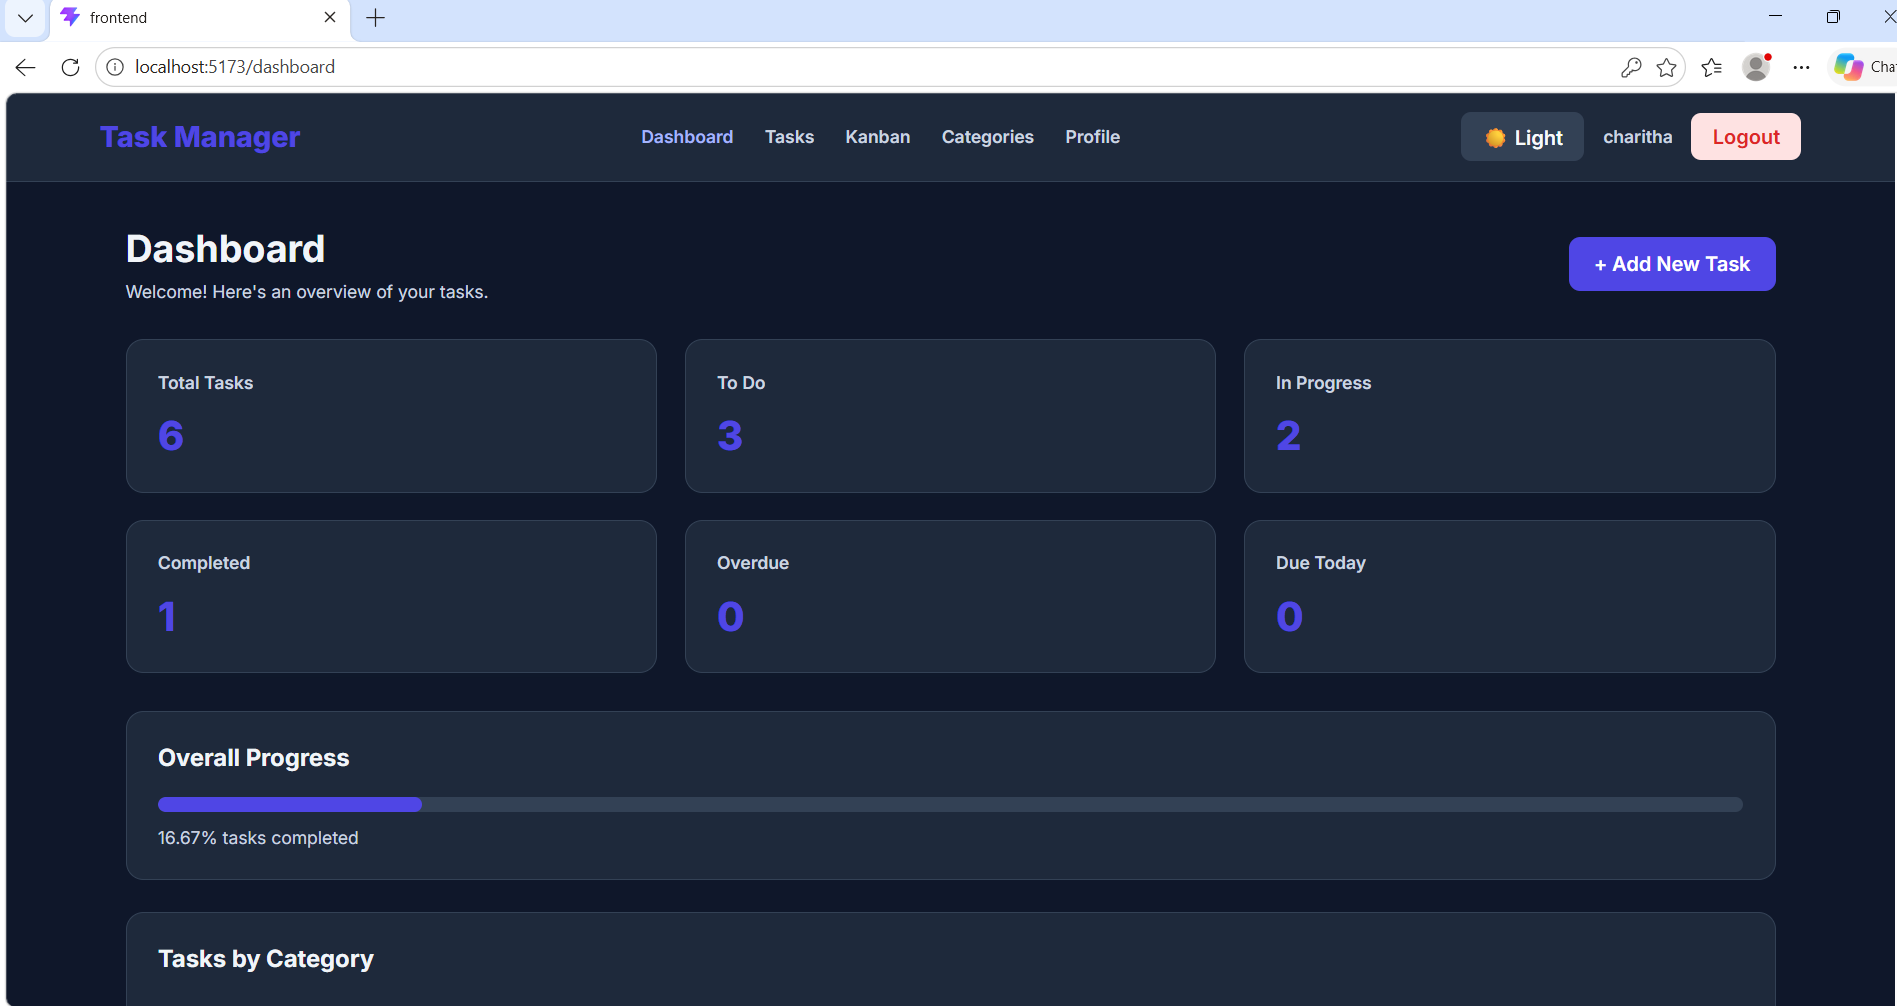 frontend
localhost:5173/dashboard
Cha
Task Manager
Dashboard
Tasks
Kanban
Categories
Profile
Light
charitha
Logout
Dashboard
Welcome! Here's an overview of your tasks.
+ Add New Task
Total Tasks
6
To Do
3
In Progress
2
Completed
1
Overdue
0
Due Today
0
Overall Progress
16.67% tasks completed
Tasks by Category